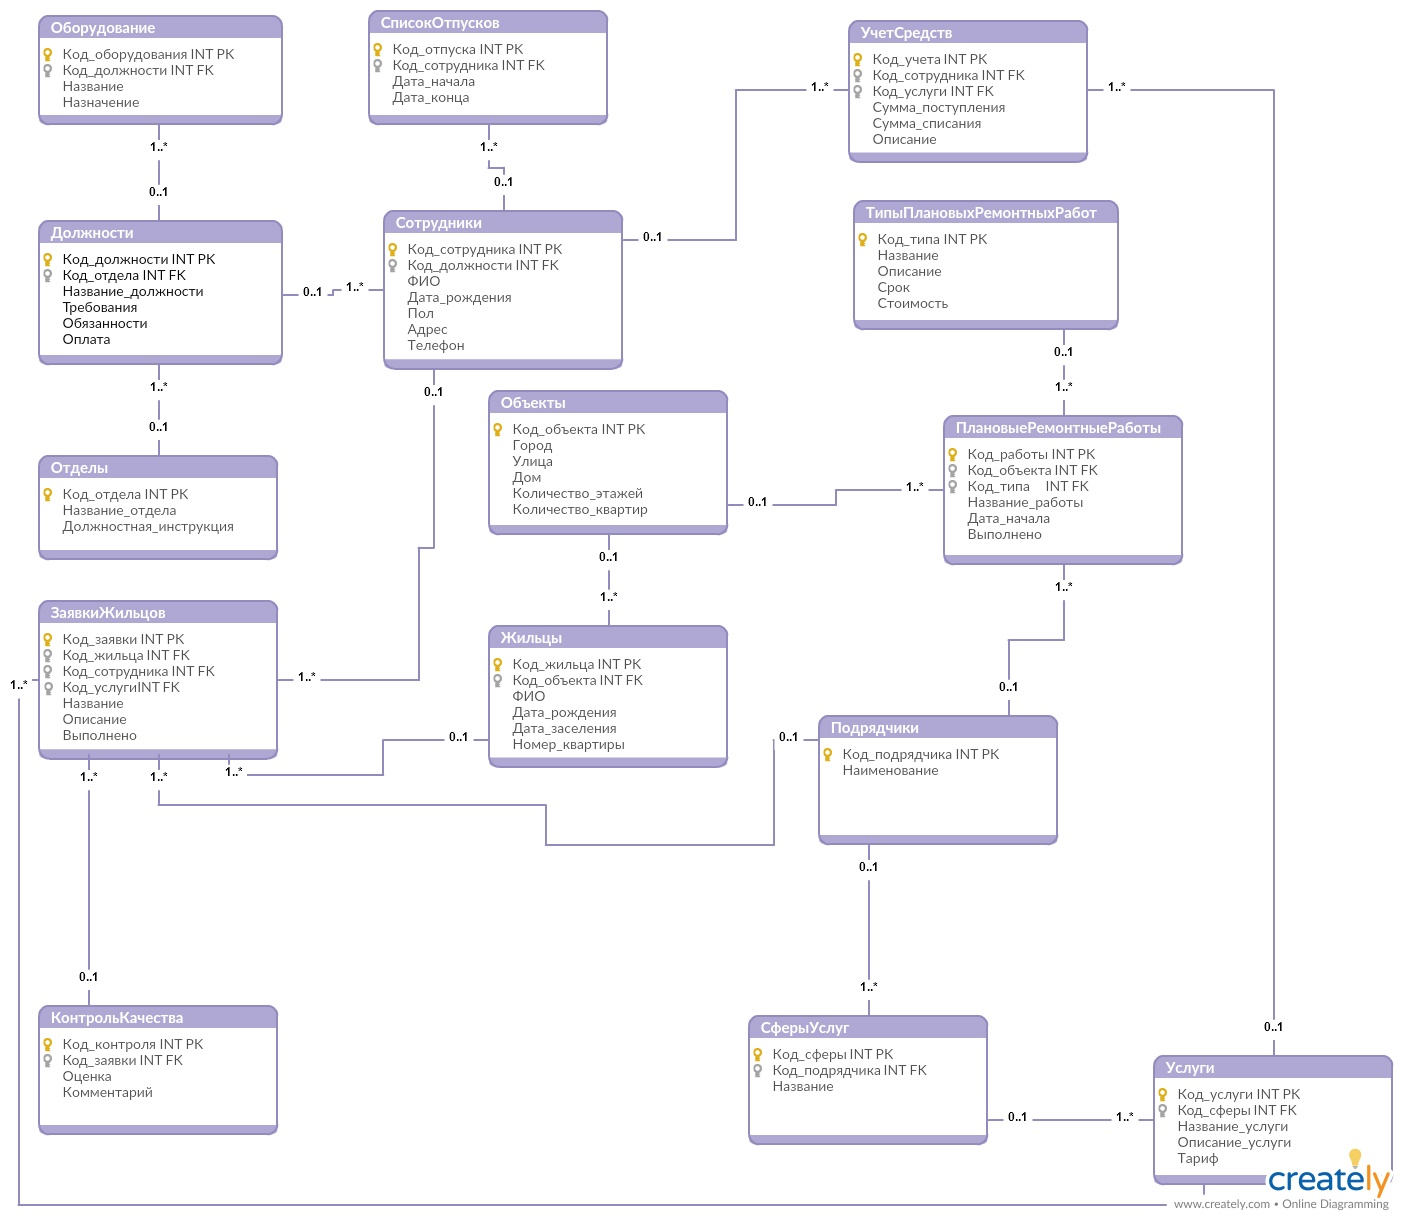 Оборудование
Код_оборудования INT PK
Код_должности INT FK
Название
Назначение
1..*
0..1
СписокОтпусков
Код_отпуска INT PK
Код_сотрудника INT FK
Дата_начала
Дата_конца
1..*
0..1
УчетСредств
Код_учета INT PK
Код_сотрудника INT FK
Код_услуги INT FK
Сумма_поступления
Сумма_списания
Описание
1..*
1..*
Должности
Код_должности INT PK
Код_отдела INT FK
Название_должности
Требования
Обязанности
Оплата
0..1
1..*
1..*
0..1
Сотрудники
Код_сотрудника INT PK
Код_должности INT FK
ФИО
Дата_рождения
Пол
Адрес
Телефон
0..1
0..1
ТипыПлановыхРемонтныхРабот
Код_типа INT PK
Название
Описание
Срок
Стоимость
0..1
1..*
Отделы
Код_отдела INT PK
Название_отдела
Должностная_инструкция
Объекты
Код_объекта INT PK
Город
Улица
Дом
Количество_этажей
Количество_квартир
0..1
1..*
0..1
1..*
ПлановыеРемонтныеРаботы
Код_работы INT PK
Код_объекта INT FK
Код_типа INT FK
Название_работы
Дата_начала
Выполнено
1..*
0..1
ЗаявкиЖильцов
Код_заявки INT PK
Код_жильца INT FK
Код_сотрудника INT FK
Код_услугиINT FK
Название
Описание
Выполнено
1..*
1..*
1..*
1..*
1..*
Жильцы
Код_жильца INT PK
Код_объекта INT FK
ФИО
Дата_рождения
Дата_заселения
Номер_квартиры
0..1
0..1
Подрядчики
Код_подрядчика INT PK
Наименование
0..1
1..*
0..1
КонтрольКачества
Код_контроля INT PK
Код_заявки INT FK
Оценка
Комментарий
СферыУслуг
Код_сферы INT PK
Код_подрядчика INT FK
Название
0..1
1..*
0..1
Услуги
Код_услуги INT PK
Код_сферы INT FK
Название_услуги
Описание_услуги
Тариф
creately
www.creately.com • Online Diagramming